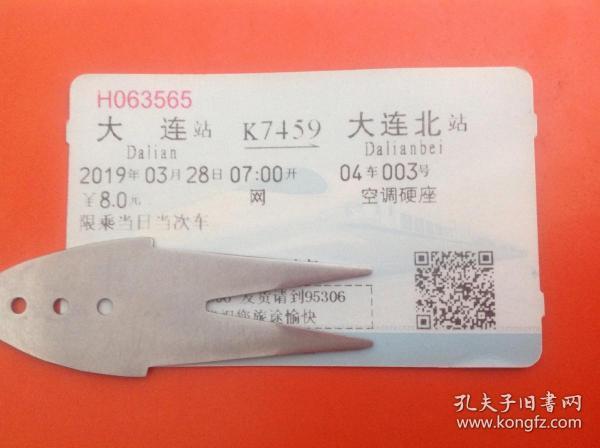 H063565
大 连站 K7459 大连北站
Dalian Dalianbei
2019年03月28日07:00开 04车003号
￥8.0元 网 空调硬座
限乘当日当次车
发货请到95306
旅途愉快
孔夫子旧书网
www.kongfz.com